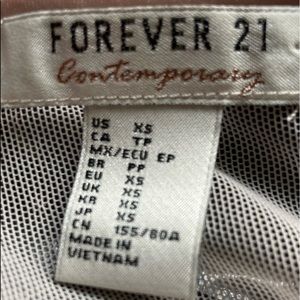 FOREVER 21
Contemporary
US XS
CA TP
MX/ECU EP
BR PP
EU XS
UK XS
KR XS
JP XS
CN 155/80A
MADE IN
VIETNAM